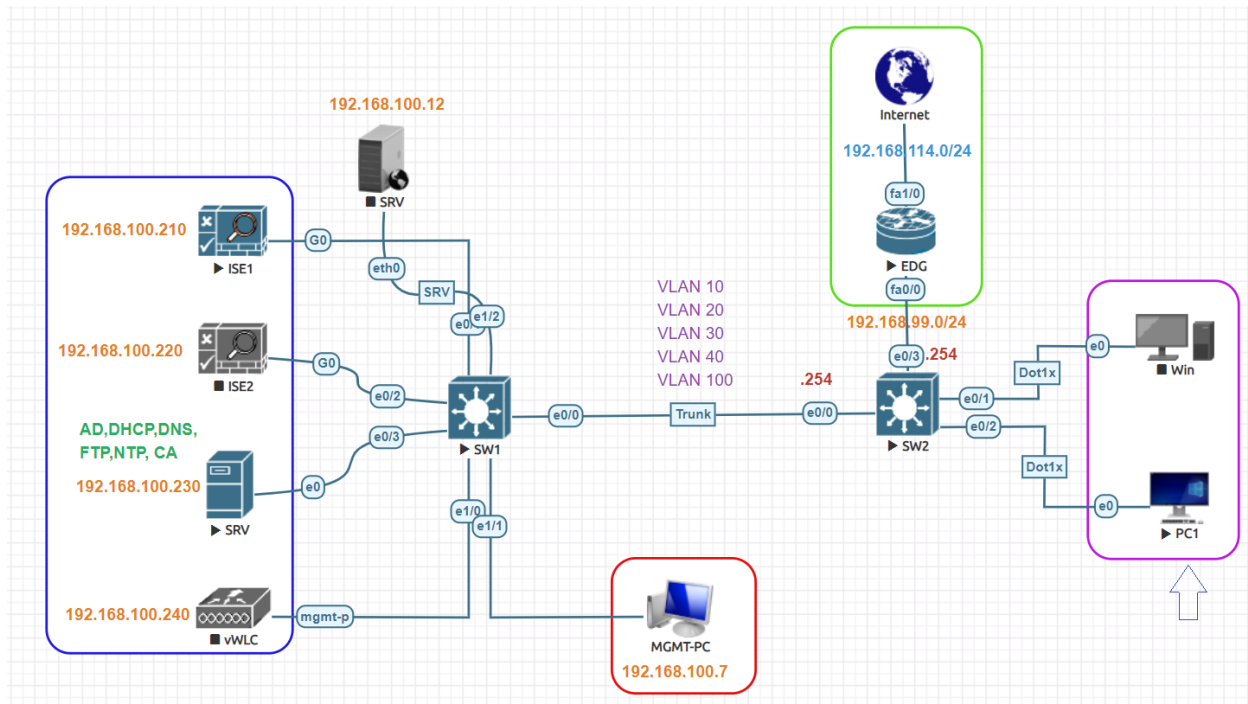 192.168.100.12
SRV
192.168.100.210
G0
ISE1
eth0
SRV
e1/2
192.168.100.220
G0
ISE2
e0/2
AD,DHCP,DNS,
FTP,NTP, CA
192.168.100.230
e0
e0/3
SRV
SW1
192.168.100.240
mgmt-p
vWLC
e1/0
e1/1
MGMT-PC
192.168.100.7
e0/0
Trunk
VLAN 10
VLAN 20
VLAN 30
VLAN 40
VLAN 100
.254
e0/0
Internet
192.168.114.0/24
fa1/0
EDG
fa0/0
192.168.99.0/24
e0/3
.254
SW2
e0/1
e0/2
Dot1x
Dot1x
e0
Win
e0
PC1